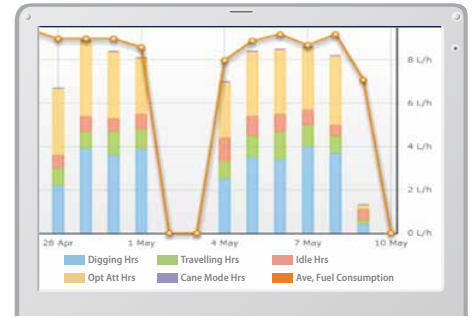 8 L/h
6 L/h
4 L/h
2 L/h
0 L/h
28 Apr 1 May 4 May 7 May 10 May
Digging Hrs Travelling Hrs Idle Hrs
Opt Att Hrs Cane Mode Hrs Ave, Fuel Consumption